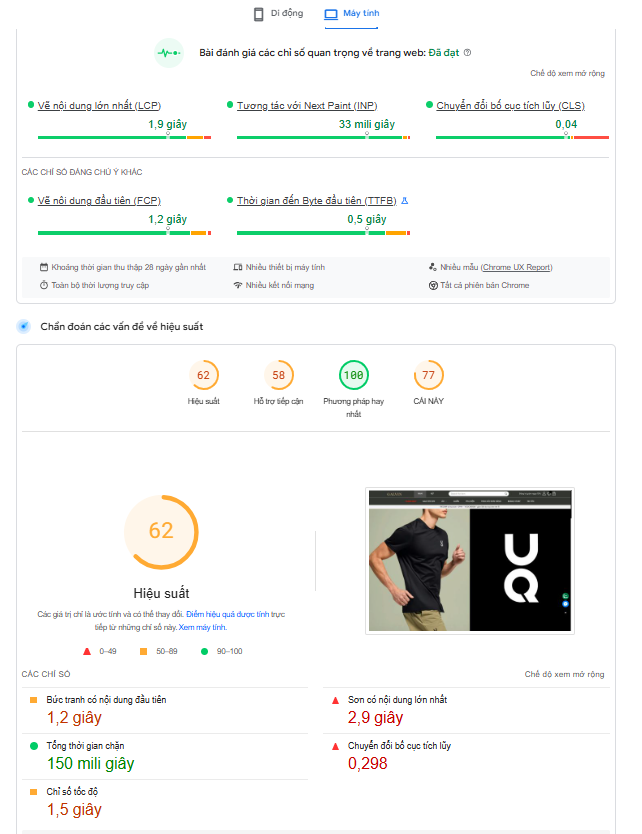 Di động
Máy tính
Bài đánh giá các chỉ số quan trọng về trang web: Đã đạt
Chế độ xem mở rộng
Vẽ nội dung lớn nhất (LCP)
1,9 giây
Tương tác với Next Paint (INP)
33 mili giây
Chuyển đổi bố cục tích lũy (CLS)
0,04
CÁC CHỈ SỐ ĐÁNG CHÚ Ý KHÁC
Vẽ nội dung đầu tiên (FCP)
1,2 giây
Thời gian đến Byte đầu tiên (TTFB)
0,5 giây
Khoảng thời gian thu thập 28 ngày gần nhất
Nhiều thiết bị máy tính
Nhiều mẫu (Chrome UX Report)
Toàn bộ thời lượng truy cập
Nhiều kết nối mạng
Tất cả phiên bản Chrome
Chẩn đoán các vấn đề về hiệu suất
62
58
100
77
Hiệu suất
Hỗ trợ tiếp cận
Phương pháp hay
nhất
CÁI NÀY
62
Hiệu suất
Các giá trị chỉ là ước tính và có thể thay đổi. Điểm hiệu quả được tính trực
tiếp từ những chỉ số này. Xem máy tính.
0–49
50–89
90–100
CÁC CHỈ SỐ
Chế độ xem mở rộng
Bức tranh có nội dung đầu tiên
1,2 giây
Sơn có nội dung lớn nhất
2,9 giây
Tổng thời gian chặn
150 mili giây
Chuyển đổi bố cục tích lũy
0,298
Chỉ số tốc độ
1,5 giây